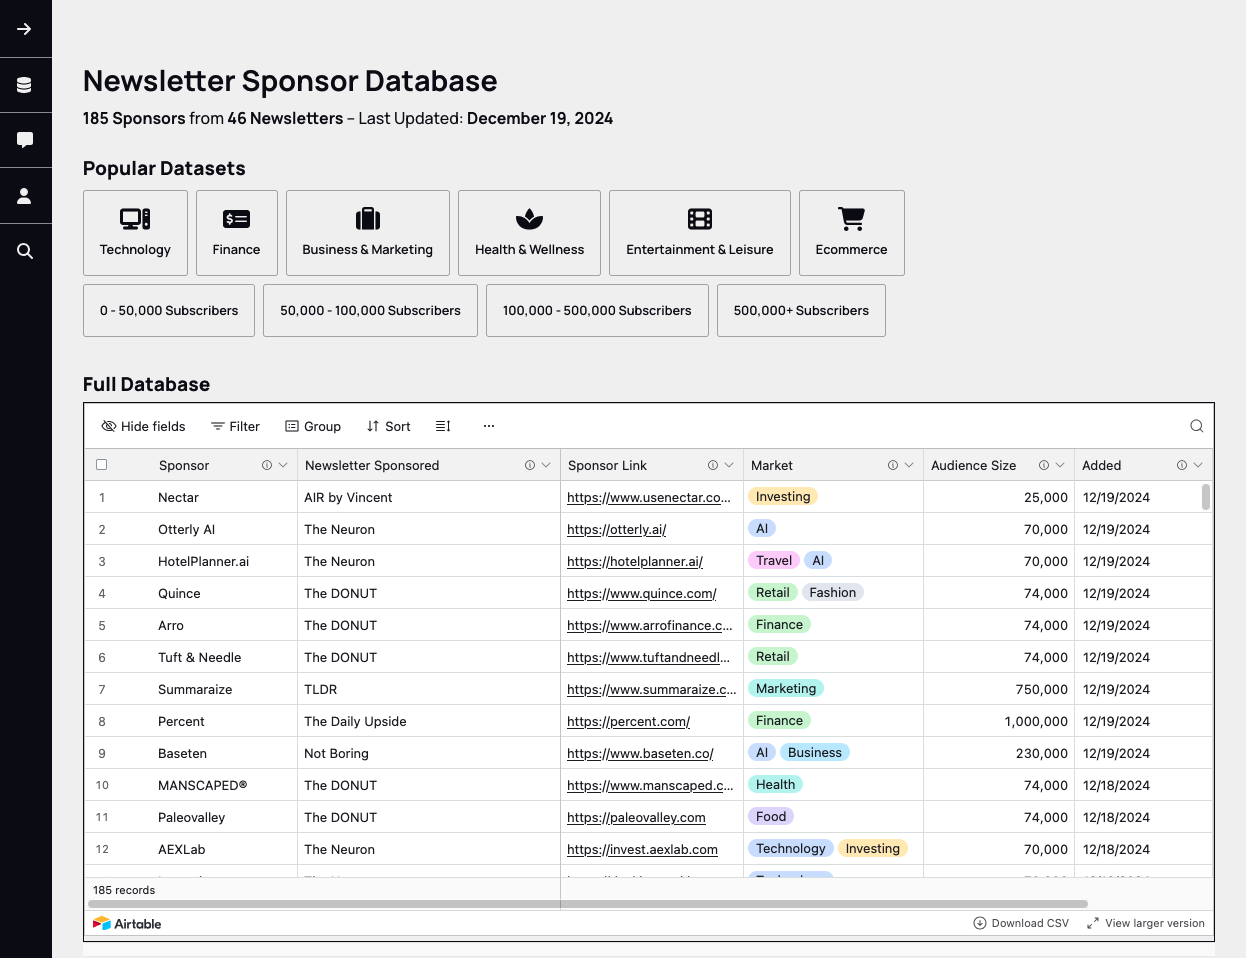 Newsletter Sponsor Database
185 Sponsors from 46 Newsletters – Last Updated: December 19, 2024
Popular Datasets
Technology
Finance
Business & Marketing
Health & Wellness
Entertainment & Leisure
Ecommerce
0 - 50,000 Subscribers
50,000 - 100,000 Subscribers
100,000 - 500,000 Subscribers
500,000+ Subscribers
Full Database
Hide fields Filter Group Sort ...
Sponsor Newsletter Sponsored Sponsor Link Market Audience Size Added
1 Nectar AIR by Vincent https://www.usenectar.co... Investing 25,000 12/19/2024
2 Otterly AI The Neuron https://otterly.ai/ AI 70,000 12/19/2024
3 HotelPlanner.ai The Neuron https://hotelplanner.ai/ Travel AI 70,000 12/19/2024
4 Quince The DONUT https://www.quince.com/ Retail Fashion 74,000 12/19/2024
5 Arro The DONUT https://www.arrofinance.c... Finance 74,000 12/19/2024
6 Tuft & Needle The DONUT https://www.tuftandneedl... Retail 74,000 12/19/2024
7 Summaraize TLDR https://www.summaraize.c... Marketing 750,000 12/19/2024
8 Percent The Daily Upside https://percent.com/ Finance 1,000,000 12/19/2024
9 Baseten Not Boring https://www.baseten.co/ AI Business 230,000 12/19/2024
10 MANSCAPED® The DONUT https://www.manscaped.c... Health 74,000 12/18/2024
11 Paleovalley The DONUT https://paleovalley.com Food 74,000 12/18/2024
12 AEXLab The Neuron https://invest.aexlab.com Technology Investing 70,000 12/18/2024
185 records
Airtable
Download CSV View larger version